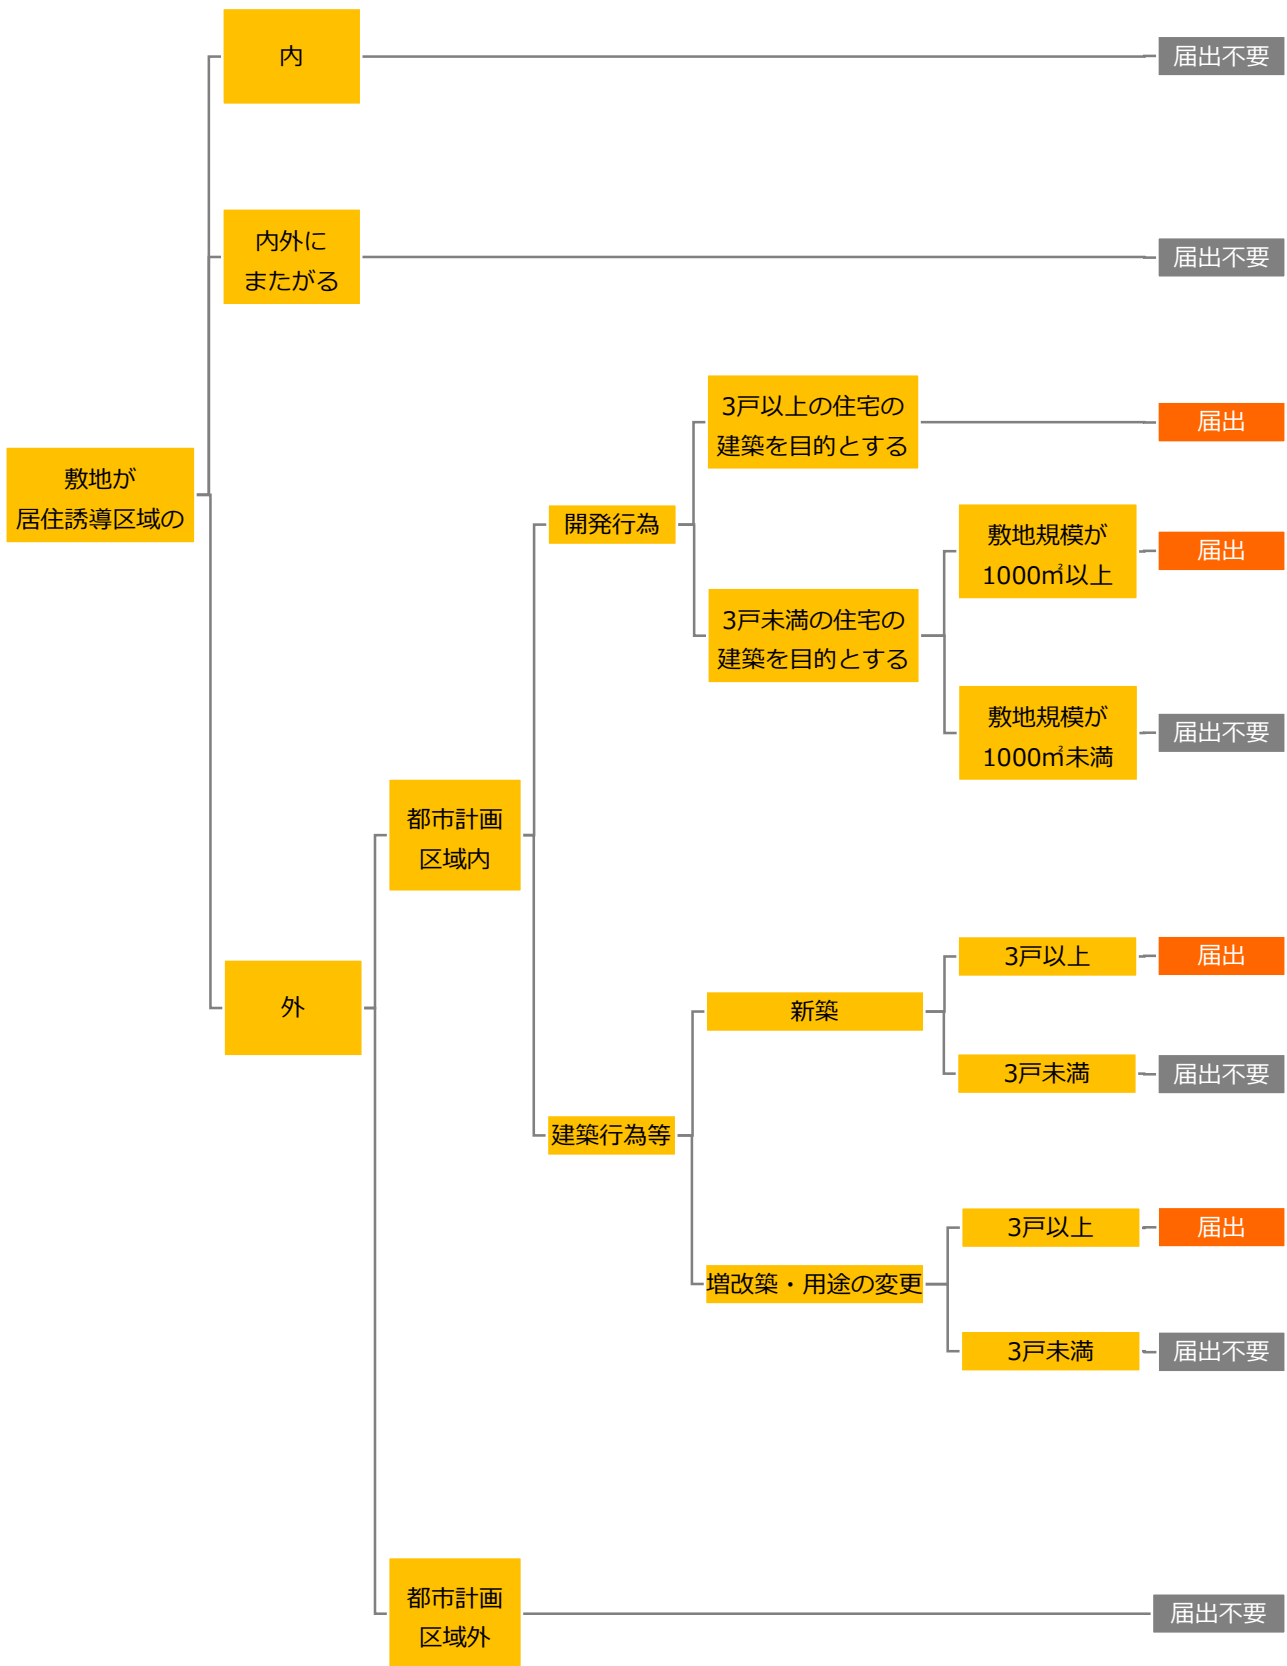 内
届出不要
内外に
またがる
届出不要
敷地が
居住誘導区域の
3戸以上の住宅の
建築を目的とする
届出
開発行為
敷地規模が
1000㎡以上
届出
3戸未満の住宅の
建築を目的とする
敷地規模が
1000㎡未満
届出不要
都市計画
区域内
外
3戸以上
届出
新築
3戸未満
届出不要
建築行為等
3戸以上
届出
増改築・用途の変更
3戸未満
届出不要
都市計画
区域外
届出不要